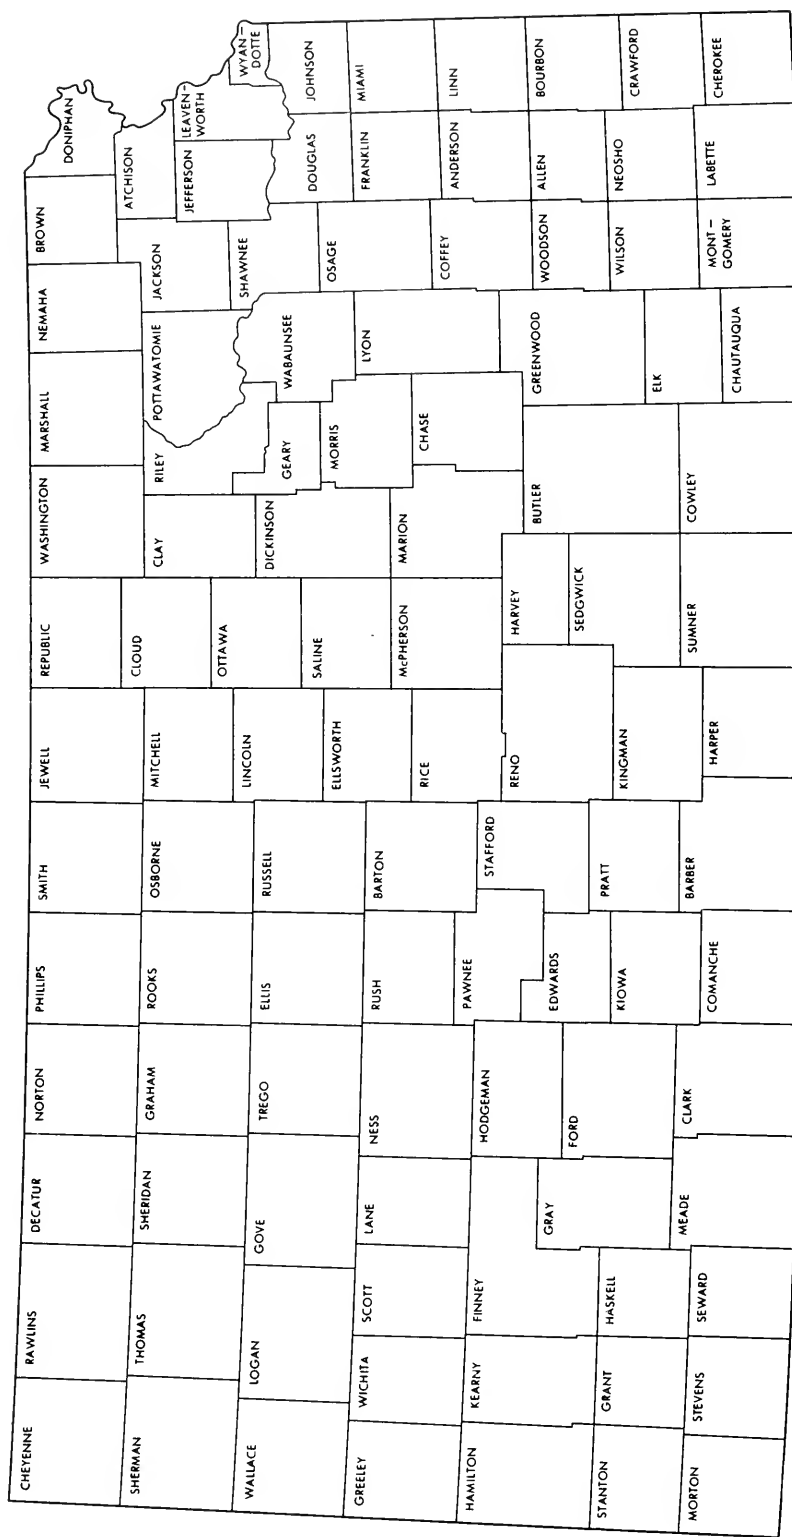 CHEYENNE
RAWLINS
DECATUR
NORTON
PHILLIPS
SMITH
JEWELL
REPUBLIC
WASHINGTON
MARSHALL
NEMAHA
BROWN
DONIPHAN
SHERMAN
THOMAS
SHERIDAN
GRAHAM
ROOKS
OSBORNE
MITCHELL
CLOUD
CLAY
RILEY
POTTAWATOMIE
JACKSON
ATCHISON
JEFFERSON
LEAVEN-
WORTH
WYAN-
DOTTE
WALLACE
LOGAN
GOVE
TREGO
ELLIS
RUSSELL
LINCOLN
OTTAWA
DICKINSON
GEARY
WABAUNSEE
SHAWNEE
DOUGLAS
JOHNSON
GREELEY
WICHITA
SCOTT
LANE
NESS
RUSH
BARTON
ELLSWORTH
SALINE
MORRIS
LYON
OSAGE
FRANKLIN
MIAMI
HAMILTON
KEARNY
FINNEY
HODGEMAN
PAWNEE
STAFFORD
RICE
McPHERSON
MARION
CHASE
COFFEY
ANDERSON
LINN
GRAY
FORD
EDWARDS
RENO
HARVEY
BUTLER
GREENWOOD
WOODSON
ALLEN
BOURBON
STANTON
GRANT
HASKELL
KIOWA
PRATT
KINGMAN
SEDGWICK
ELK
WILSON
NEOSHO
CRAWFORD
MORTON
STEVENS
SEWARD
MEADE
CLARK
COMANCHE
BARBER
HARPER
SUMNER
COWLEY
CHAUTAUQUA
MONT-
GOMERY
LABETTE
CHEROKEE